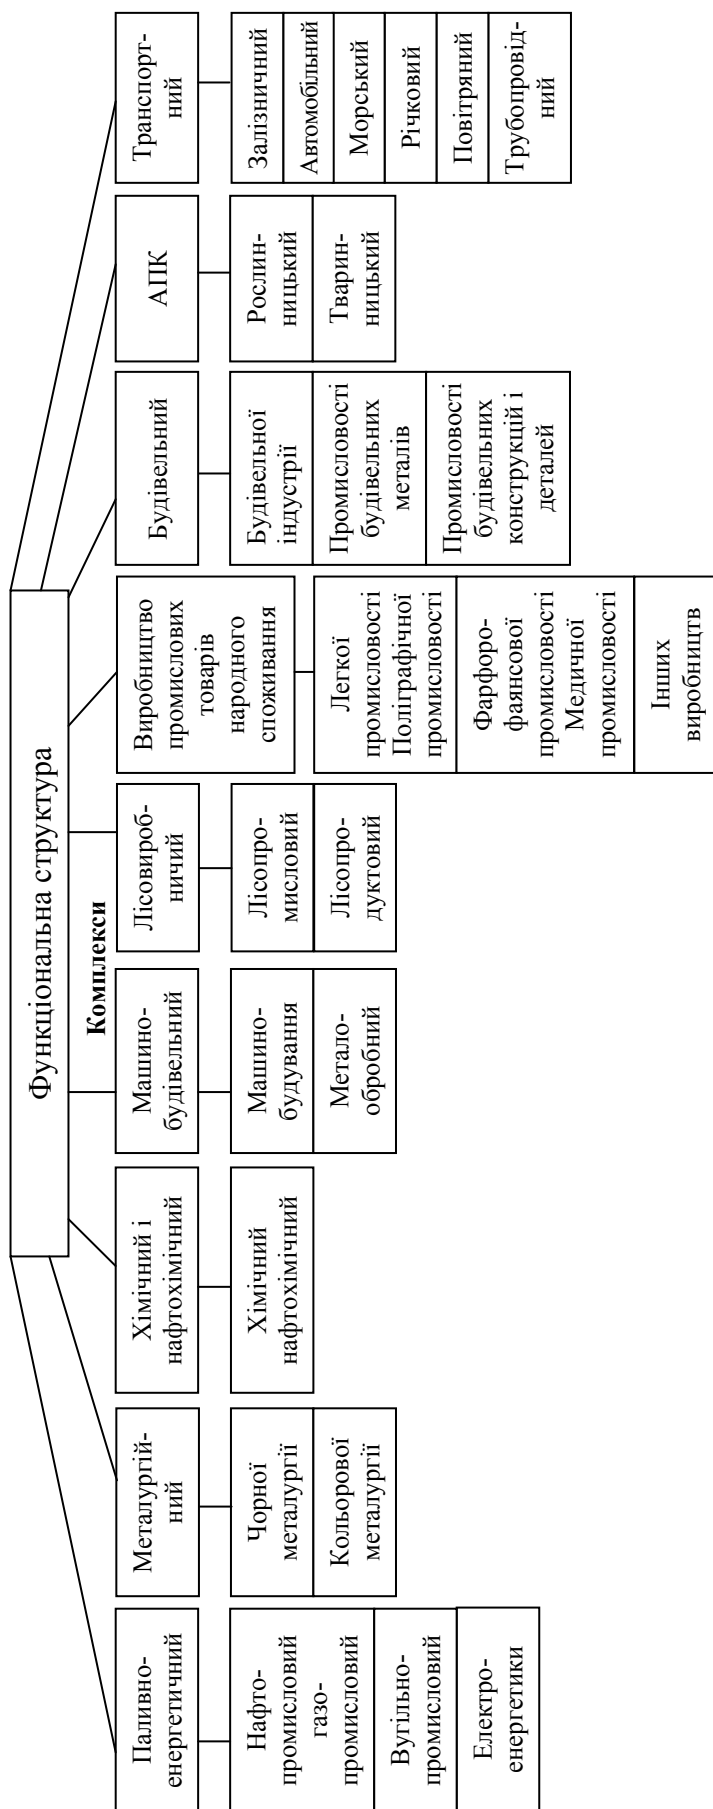 Функціональна структура
Комплекси
Паливно-
енергетичний
Нафто-
промисловий
газо-
промисловий
Вугільно-
промисловий
Електро-
енергетики
Металургій-
ний
Чорної
металургії
Кольорової
металургії
Хімічний і
нафтохімічний
Хімічний
нафтохімічний
Машино-
будівельний
Машино-
будування
Метало-
обробний
Лісовироб-
ничий
Лісопро-
мисловий
Лісопро-
дуктовий
Виробництво
промислових
товарів
народного
споживання
Легкої
промисловості
Поліграфічної
промисловості
Фарфоро-
фаянсової
промисловості
Медичної
промисловості
Інших
виробництв
Будівельний
Будівельної
індустрії
Промисловості
будівельних
металів
Промисловості
будівельних
конструкцій і
деталей
АПК
Рослин-
ницький
Тварин-
ницький
Транспорт-
ний
Залізничний
Автомобільний
Морський
Річковий
Повітряний
Трубопровід-
ний